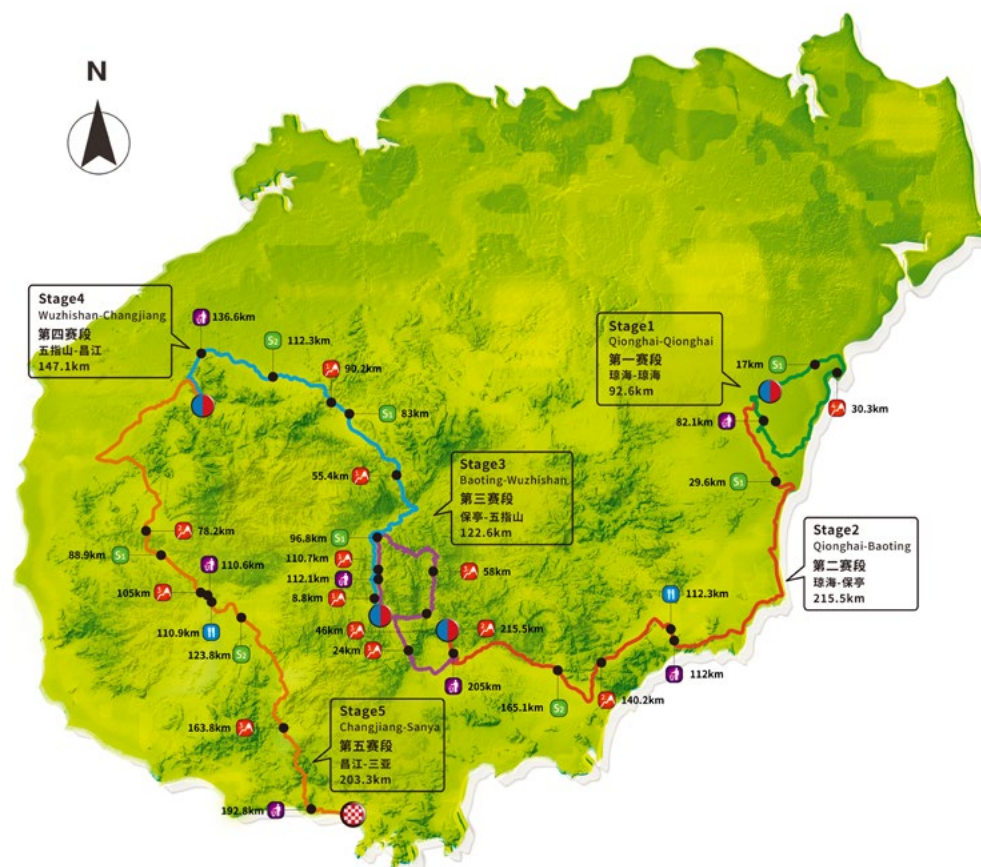 N
Stage4
Wuzhishan-Changjiang
第四赛段
五指山-昌江
147.1km
136.6km
S2
112.3km
90.2km
S1
83km
55.4km
Stage1
Qionghai-Qionghai
第一赛段
琼海-琼海
92.6km
17km
S1
30.3km
82.1km
29.6km
S1
Stage3
Baoting-Wuzhishan
第三赛段
保亭-五指山
122.6km
Stage2
Qionghai-Baoting
第二赛段
琼海-保亭
215.5km
96.8km
S1
110.7km
112.1km
8.8km
58km
46km
24km
215.5km
205km
112.3km
112km
165.1km
S2
140.2km
78.2km
88.9km
S1
110.6km
105km
110.9km
123.8km
S2
163.8km
Stage5
Changjiang-Sanya
第五赛段
昌江-三亚
203.3km
192.8km